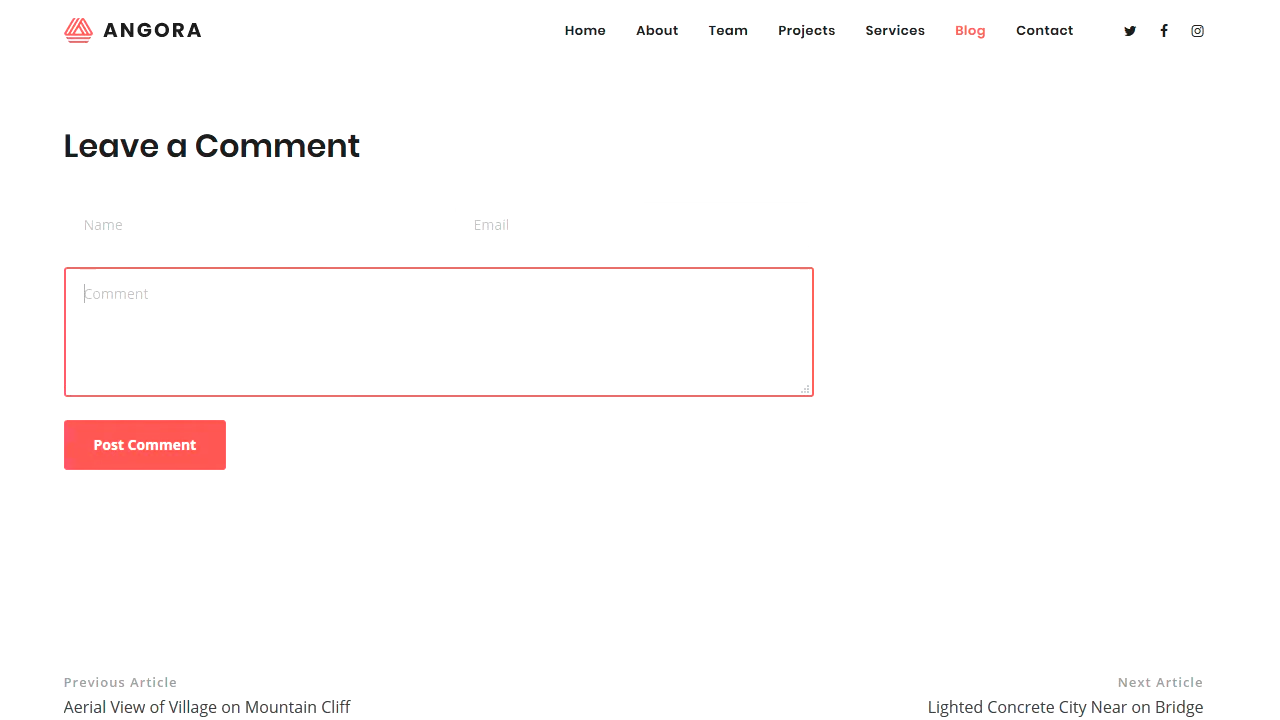 ANGORA
Home About Team Projects Services Blog Contact
Leave a Comment
Name Email
Comment
Post Comment
Previous Article
Aerial View of Village on Mountain Cliff
Next Article
Lighted Concrete City Near on Bridge